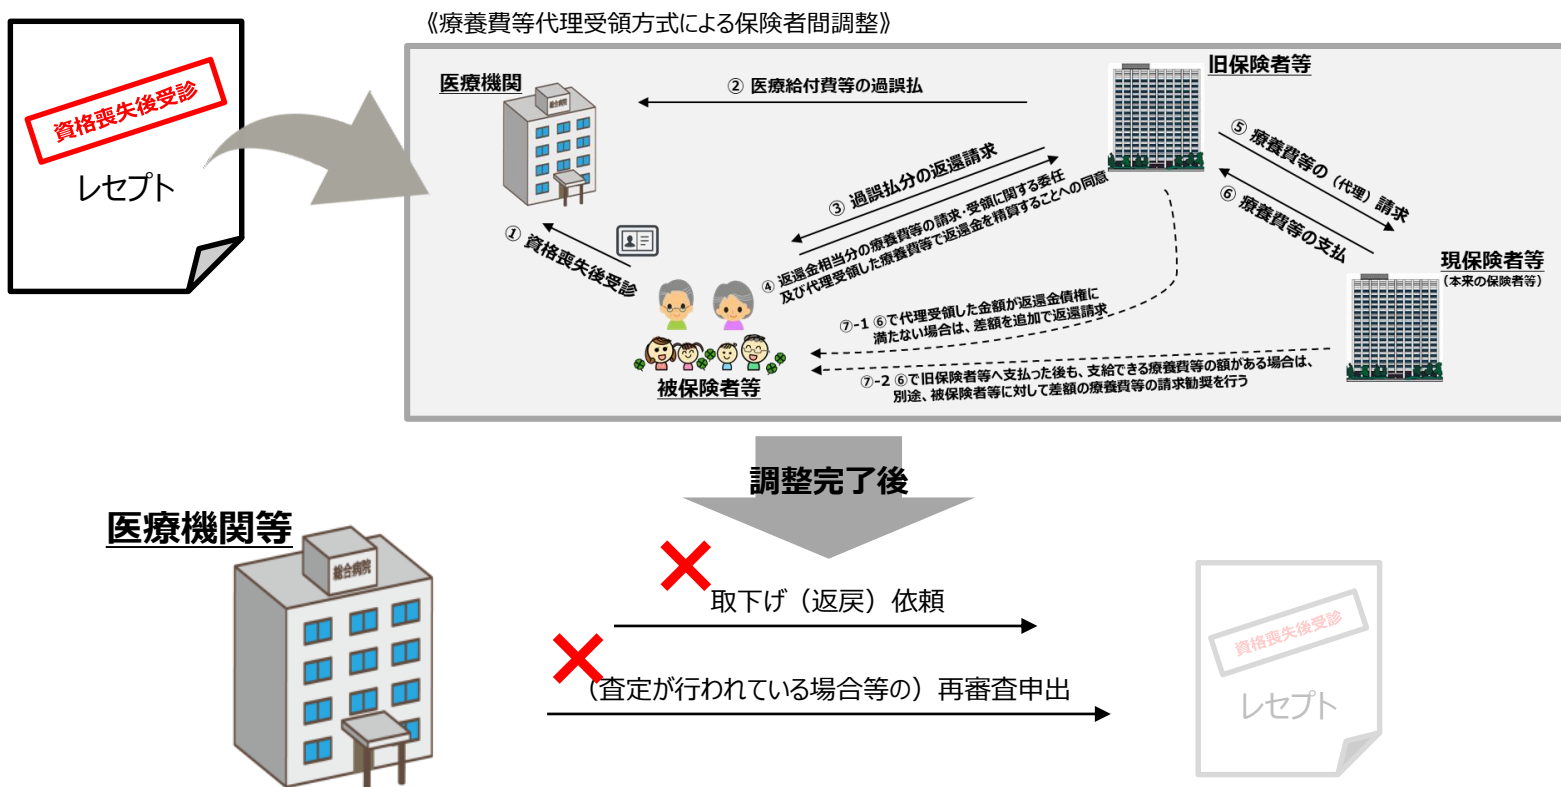 《療養費等代理受領方式による保険者間調整》
資格喪失後受診
レセプト
医療機関
総合病院
② 医療給付費等の過誤払
旧保険者等
① 資格喪失後受診
③ 過誤払分の返還請求
④ 返還金相当分の療養費等の請求・受領に関する委任
及び代理受領した療養費等で返還金を精算することへの同意
⑤ 療養費等の（代理）請求
⑥ 療養費等の支払
現保険者等
（本来の保険者等）
⑦-1 ⑥で代理受領した金額が返還金債権に
満たない場合は、差額を追加で返還請求
⑦-2 ⑥で旧保険者等へ支払った後も、支給できる療養費等の額がある場合は、
別途、被保険者等に対して差額の療養費等の請求勧奨を行う
被保険者等
調整完了後
医療機関等
総合病院
取下げ（返戻）依頼
（査定が行われている場合等の）再審査申出
資格喪失後受診
レセプト